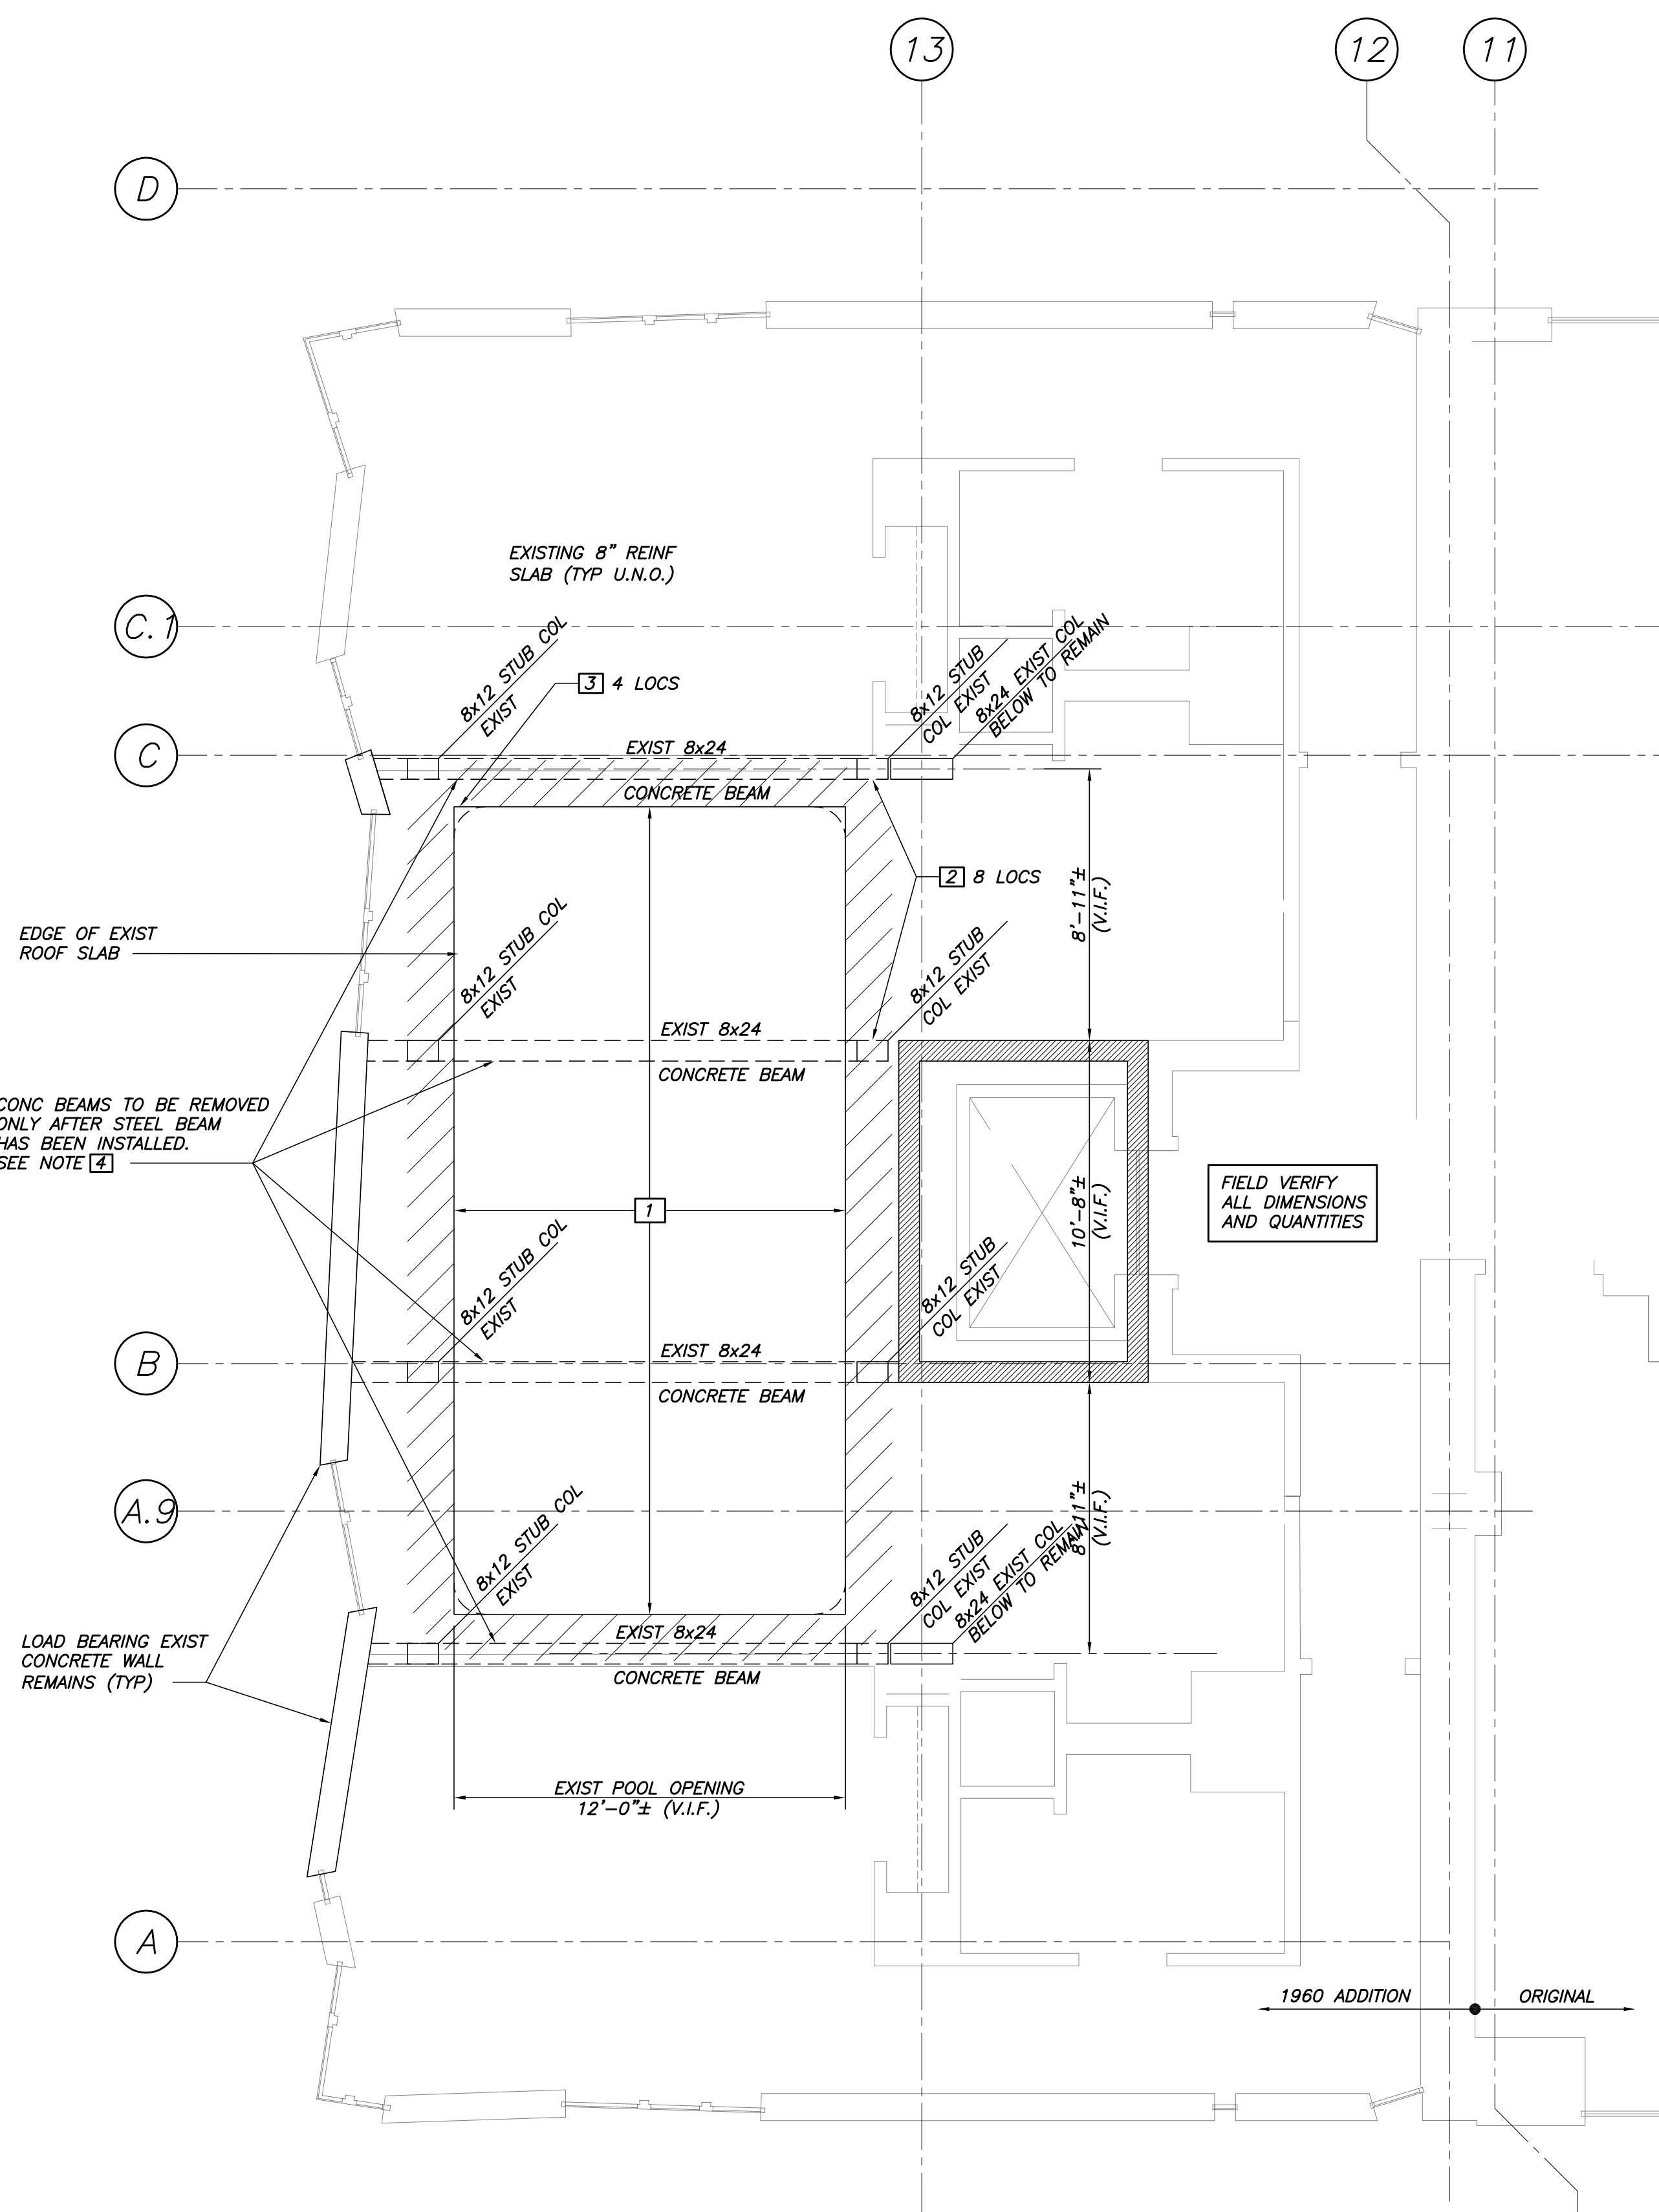 13
12
11
D
EXISTING 8" REINF
SLAB (TYP U.N.O.)
C.1
8x12 STUB COL
EXIST
3 4 LOCS
8x12 STUB
COL EXIST
8x24 EXIST COL
BELOW TO REMAIN
C
EXIST 8x24
CONCRETE BEAM
2 8 LOCS
8'-11"±
(V.I.F.)
EDGE OF EXIST
ROOF SLAB
8x12 STUB COL
EXIST
8x12 STUB
COL EXIST
EXIST 8x24
CONCRETE BEAM
CONC BEAMS TO BE REMOVED
ONLY AFTER STEEL BEAM
HAS BEEN INSTALLED.
SEE NOTE 4
1
10'-8"±
(V.I.F.)
FIELD VERIFY
ALL DIMENSIONS
AND QUANTITIES
8x12 STUB COL
EXIST
8x12 STUB
COL EXIST
B
EXIST 8x24
CONCRETE BEAM
A.9
8x12 STUB COL
EXIST
8x12 STUB
COL EXIST
8x24 EXIST COL
BELOW TO REMAIN
8'-11"±
(V.I.F.)
LOAD BEARING EXIST
CONCRETE WALL
REMAINS (TYP)
EXIST 8x24
CONCRETE BEAM
EXIST POOL OPENING
12'-0"± (V.I.F.)
A
1960 ADDITION
ORIGINAL